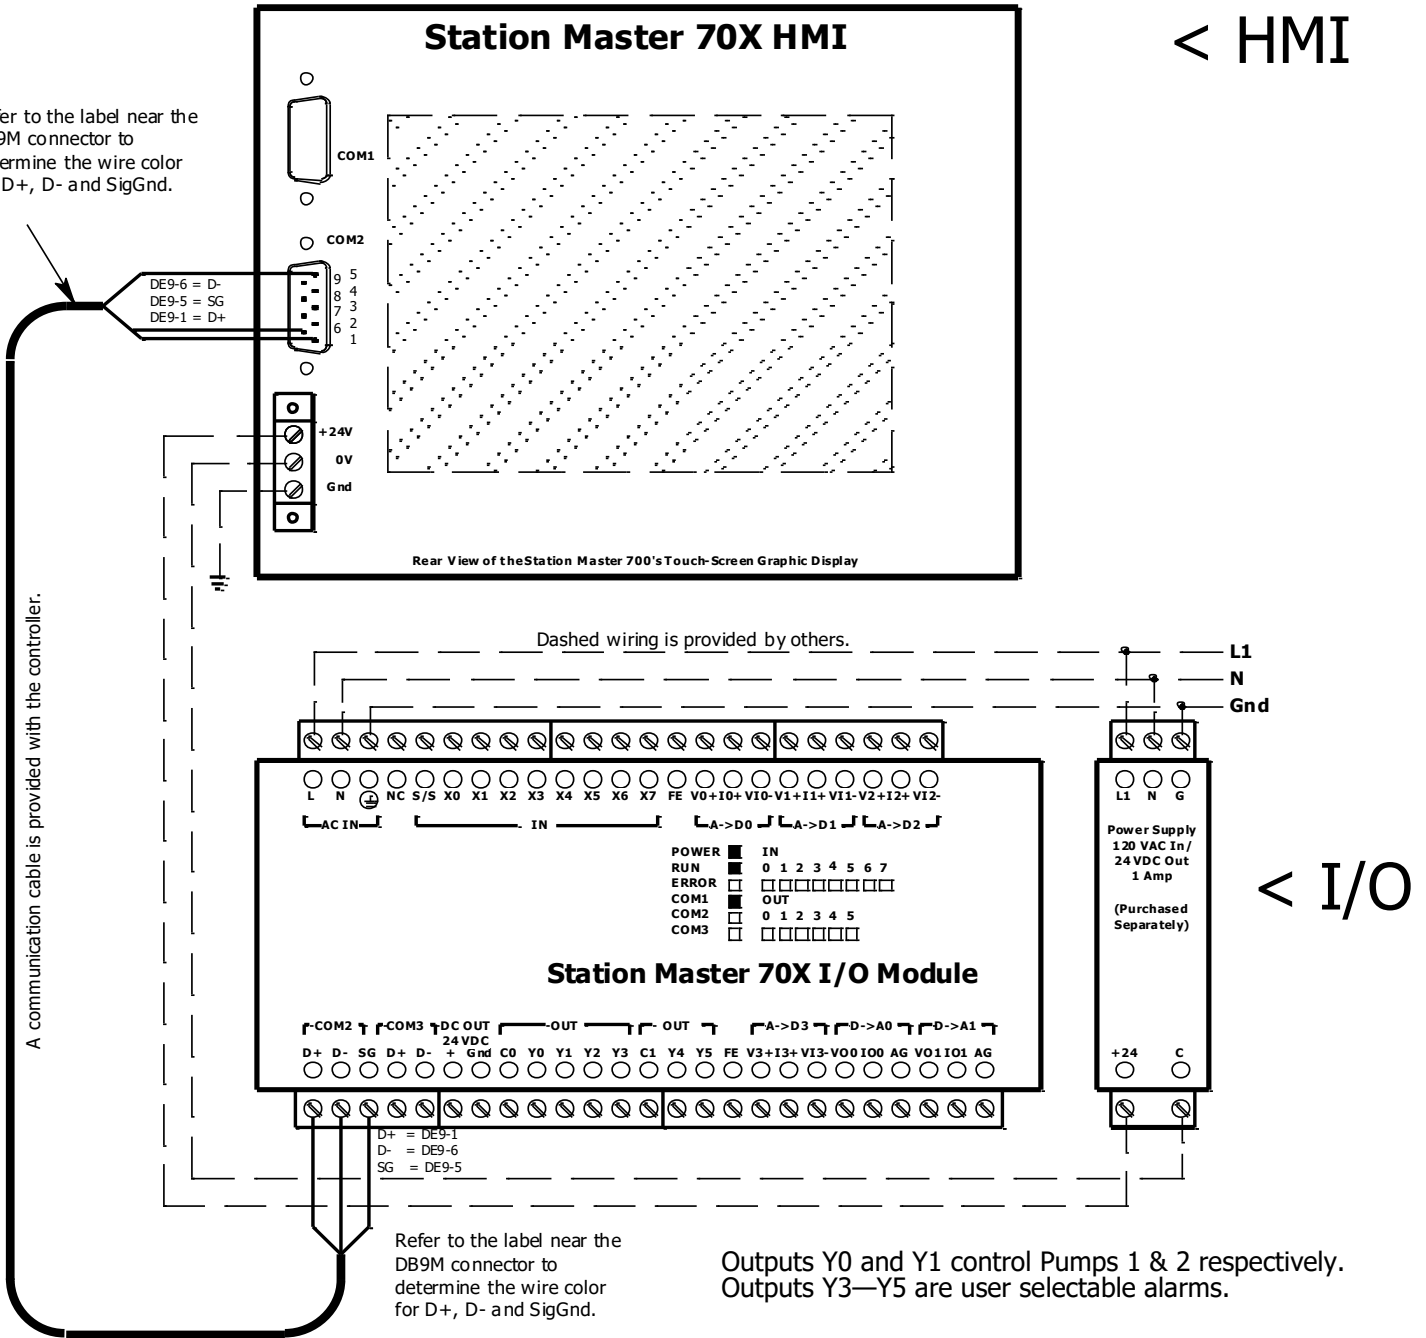 Station Master 70X HMI
< HMI
er to the label near the
9M connector to
ermine the wire color
D+, D- and SigGnd.
COM1
COM2
DE9-6 = D-
DE9-5 = SG
DE9-1 = D+
9 5
8 4
7 3
6 2
1
+24V
0V
Gnd
Rear View of theStation Master 700's Touch-Screen Graphic Display
A communication cable is provided with the controller.
Dashed wiring is provided by others.
L1
N
Gnd
L N NC S/S X0 X1 X2 X3 X4 X5 X6 X7 FE V0+I0+ VI0-V1+I1+ VI1-V2+I2+ VI2-
AC IN IN A->D0 A->D1 A->D2
POWER IN
RUN 0 1 2 3 4 5 6 7
ERROR
COM1 OUT
COM2 0 1 2 3 4 5
COM3
Station Master 70X I/O Module
L1 N G
Power Supply
120 VAC In/
24VDC Out
1 Amp
(Purchased
Separately)
+24 C
< I/O
-COM2 -COM3 DC OUT -OUT - OUT -A->D3 D->A0 D->A1
24VDC
D+ D- SG D+ D- + Gnd C0 Y0 Y1 Y2 Y3 C1 Y4 Y5 FE V3+I3+ VI3-VO0 IO0 AG VO1 IO1 AG
D+ = DE9-1
D- = DE9-6
SG = DE9-5
Refer to the label near the
DB9M connector to
determine the wire color
for D+, D- and SigGnd.
Outputs Y0 and Y1 control Pumps 1 & 2 respectively.
Outputs Y3—Y5 are user selectable alarms.